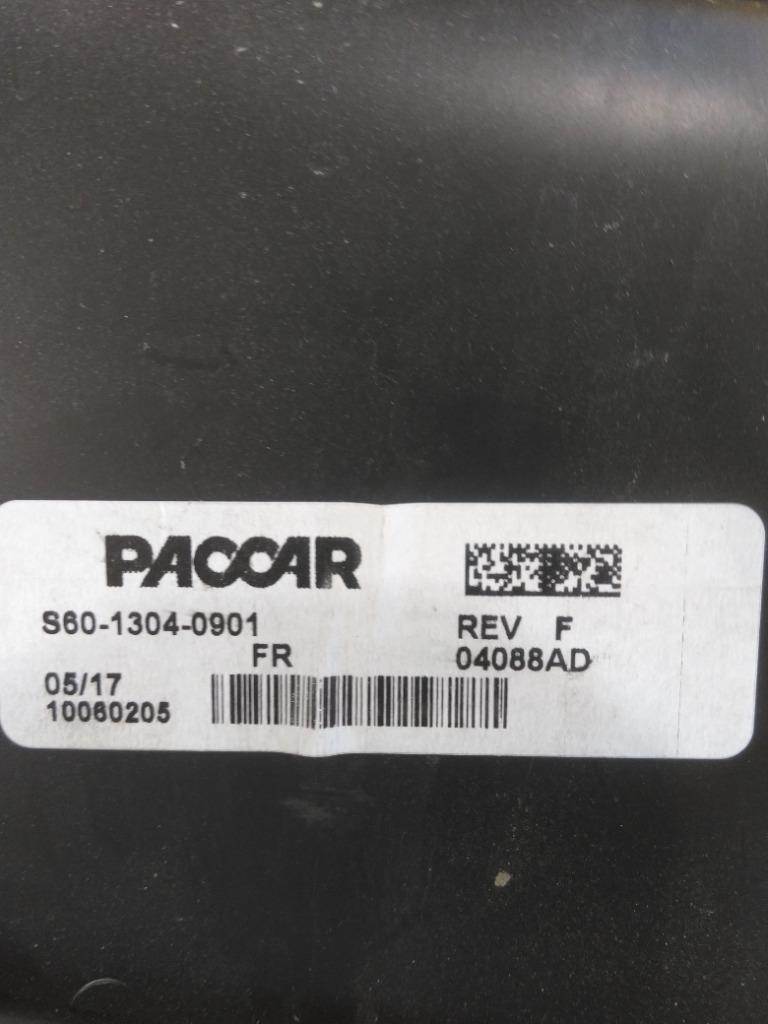 PACCAR
S60-1304-0901 REV F
FR 04088AD
05/17
10060205